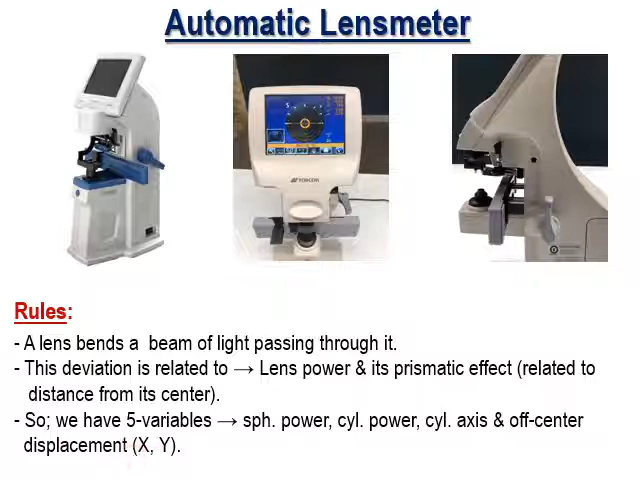 Automatic Lensmeter
TOPCON
Rules:
- A lens bends a  beam of light passing through it.
- This deviation is related to → Lens power & its prismatic effect (related to
distance from its center).
- So; we have 5-variables → sph. power, cyl. power, cyl. axis & off-center
displacement (X, Y).